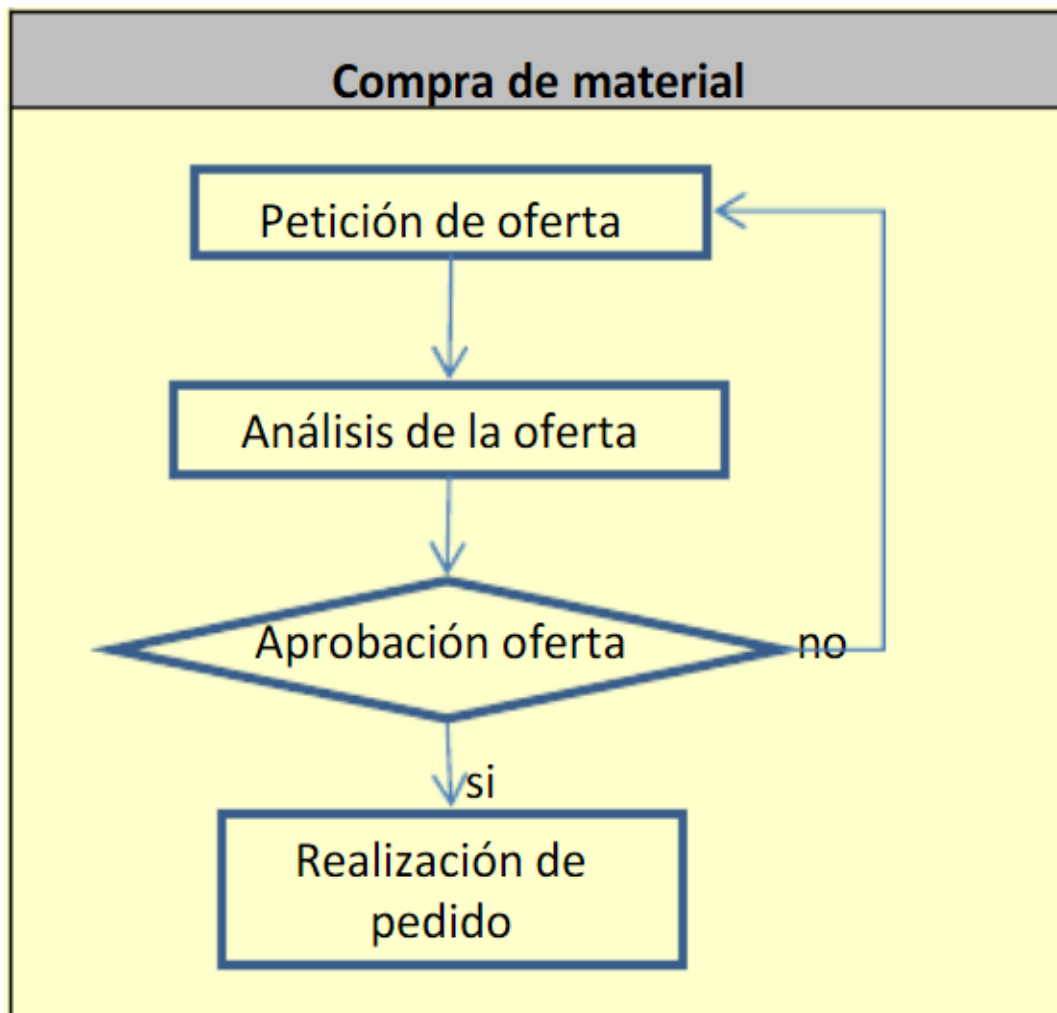 Compra de material
Petición de oferta
Análisis de la oferta
Aprobación oferta
no
si
Realización de
pedido